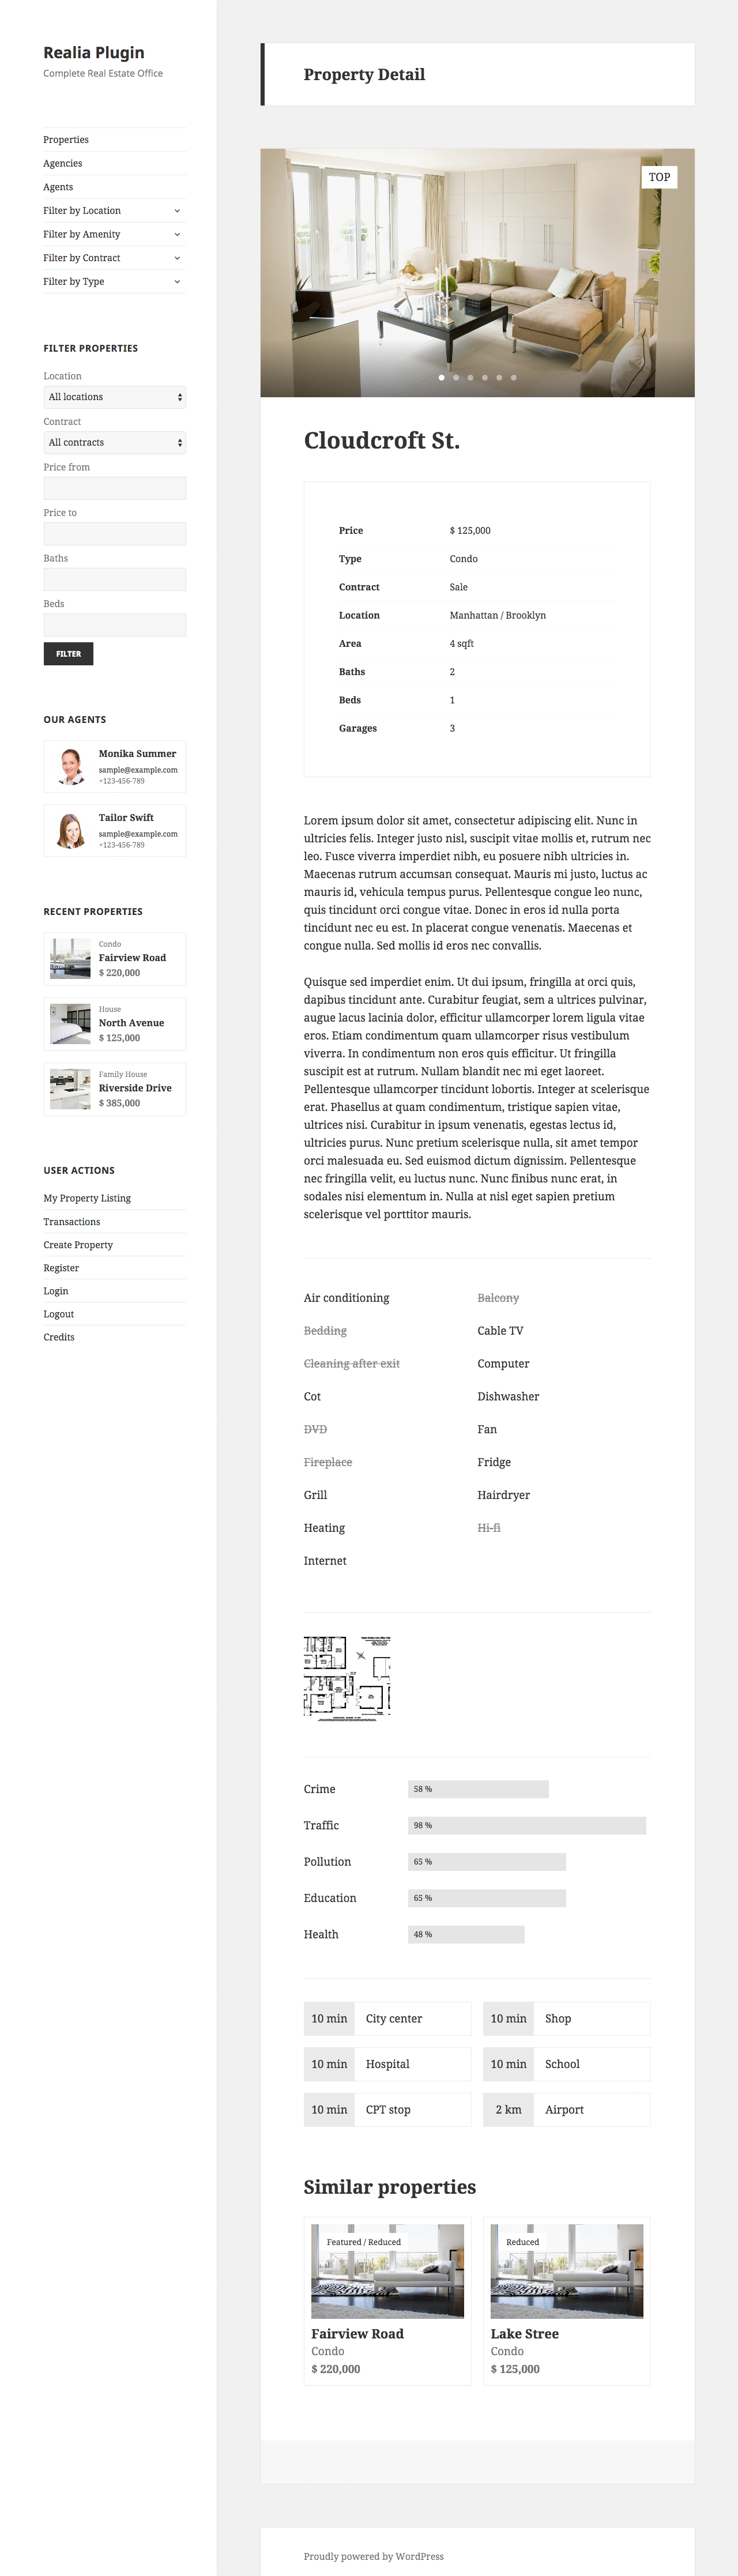 Realia Plugin
Complete Real Estate Office
Properties
Agencies
Agents
Filter by Location
Filter by Amenity
Filter by Contract
Filter by Type
FILTER PROPERTIES
Location
All locations
Contract
All contracts
Price from
Price to
Baths
Beds
FILTER
OUR AGENTS
Monika Summer
sample@example.com
+123-456-789
Tailor Swift
sample@example.com
+123-456-789
RECENT PROPERTIES
Condo
Fairview Road
$ 220,000
House
North Avenue
$ 125,000
Family House
Riverside Drive
$ 385,000
USER ACTIONS
My Property Listing
Transactions
Create Property
Register
Login
Logout
Credits
Property Detail
TOP
Cloudcroft St.
Price $ 125,000
Type Condo
Contract Sale
Location Manhattan / Brooklyn
Area 4 sqft
Baths 2
Beds 1
Garages 3
Lorem ipsum dolor sit amet, consectetur adipiscing elit. Nunc in
ultricies felis. Integer justo nisl, suscipit vitae mollis et, rutrum nec
leo. Fusce viverra imperdiet nibh, eu posuere nibh ultricies in.
Maecenas rutrum accumsan consequat. Mauris mi justo, luctus ac
mauris id, vehicula tempus purus. Pellentesque congue leo nunc,
quis tincidunt orci congue vitae. Donec in eros id nulla porta
tincidunt nec eu est. In placerat congue venenatis. Maecenas et
congue nulla. Sed mollis id eros nec convallis.
Quisque sed imperdiet enim. Ut dui ipsum, fringilla at orci quis,
dapibus tincidunt ante. Curabitur feugiat, sem a ultrices pulvinar,
augue lacus lacinia dolor, efficitur ullamcorper lorem ligula vitae
eros. Etiam condimentum quam ullamcorper risus vestibulum
viverra. In condimentum non eros quis efficitur. Ut fringilla
suscipit est at rutrum. Nullam blandit nec mi eget laoreet.
Pellentesque ullamcorper tincidunt lobortis. Integer at scelerisque
erat. Phasellus at quam condimentum, tristique sapien vitae,
ultrices nisi. Curabitur in ipsum venenatis, egestas lectus id,
ultricies purus. Nunc pretium scelerisque nulla, sit amet tempor
orci malesuada eu. Sed euismod dictum dignissim. Pellentesque
nec fringilla velit, eu luctus nunc. Nunc finibus nunc erat, in
sodales nisi elementum in. Nulla at nisl eget sapien pretium
scelerisque vel porttitor mauris.
Air conditioning Balcony
Bedding Cable TV
Cleaning after exit Computer
Cot Dishwasher
DVD Fan
Fireplace Fridge
Grill Hairdryer
Heating Hi-fi
Internet
Crime 58 %
Traffic 98 %
Pollution 65 %
Education 65 %
Health 48 %
10 min City center 10 min Shop
10 min Hospital 10 min School
10 min CPT stop 2 km Airport
Similar properties
Featured / Reduced
Fairview Road
Condo
$ 220,000
Reduced
Lake Stree
Condo
$ 125,000
Proudly powered by WordPress